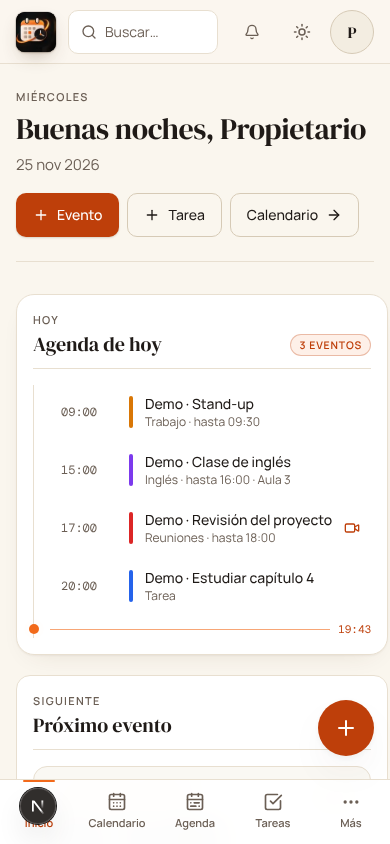 Buscar...
P
MIÉRCOLES
Buenas noches, Propietario
25 nov 2026
Evento
Tarea
Calendario
HOY
Agenda de hoy
3 EVENTOS
09:00
Demo · Stand-up
Trabajo · hasta 09:30
15:00
Demo · Clase de inglés
Inglés · hasta 16:00 · Aula 3
17:00
Demo · Revisión del proyecto
Reuniones · hasta 18:00
20:00
Demo · Estudiar capítulo 4
Tarea
19:43
SIGUIENTE
Próximo evento
N
Inicio
Calendario
Agenda
Tareas
Más